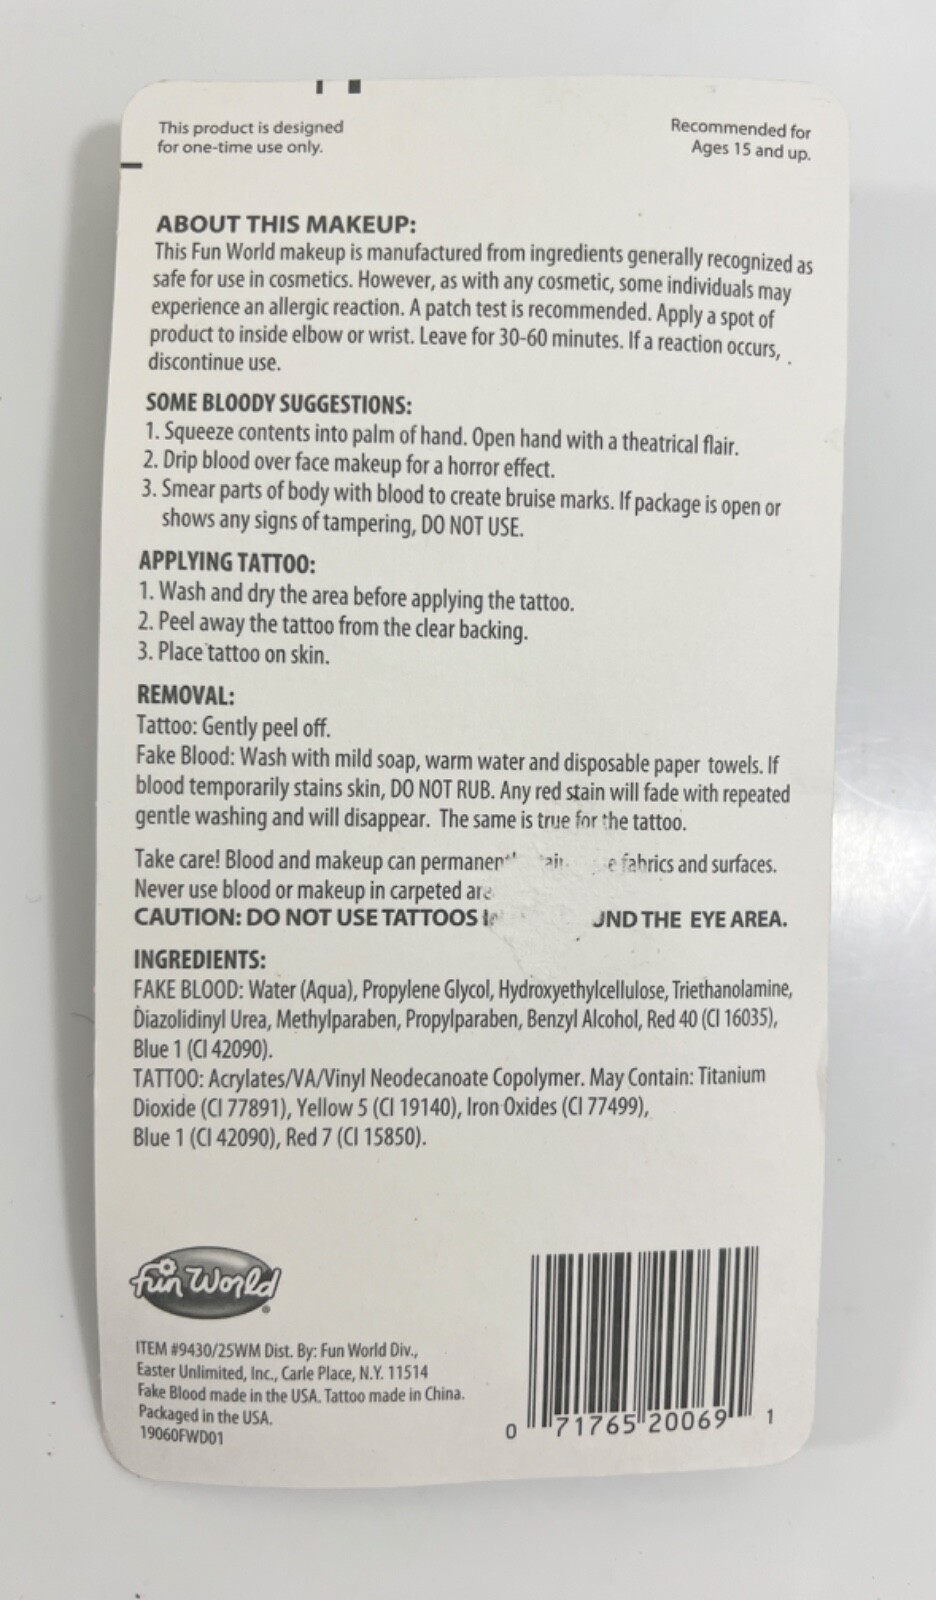 This product is designed
for one-time use only.
Recommended for
Ages 15 and up.
ABOUT THIS MAKEUP:
This Fun World makeup is manufactured from ingredients generally recognized as
safe for use in cosmetics. However, as with any cosmetic, some individuals may
experience an allergic reaction. A patch test is recommended. Apply a spot of
product to inside elbow or wrist. Leave for 30-60 minutes. If a reaction occurs,
discontinue use.
SOME BLOODY SUGGESTIONS:
1. Squeeze contents into palm of hand. Open hand with a theatrical flair.
2. Drip blood over face makeup for a horror effect.
3. Smear parts of body with blood to create bruise marks. If package is open or
shows any signs of tampering, DO NOT USE.
APPLYING TATTOO:
1. Wash and dry the area before applying the tattoo.
2. Peel away the tattoo from the clear backing.
3. Place tattoo on skin.
REMOVAL:
Tattoo: Gently peel off.
Fake Blood: Wash with mild soap, warm water and disposable paper towels. If
blood temporarily stains skin, DO NOT RUB. Any red stain will fade with repeated
gentle washing and will disappear. The same is true for the tattoo.
Take care! Blood and makeup can fabrics and surfaces.
Never use blood or makeup in carpeted
CAUTION: DO NOT USE TATTOOS THE EYE AREA.
INGREDIENTS:
FAKE BLOOD: Water (Aqua), Propylene Glycol, Hydroxyethylcellulose, Triethanolamine,
Diazolidinyl Urea, Methylparaben, Propylparaben, Benzyl Alcohol, Red 40 (CI 16035),
Blue 1 (CI 42090).
TATTOO: Acrylates/VA/Vinyl Neodecanoate Copolymer. May Contain: Titanium
Dioxide (CI 77891), Yellow 5 (CI 19140), Iron Oxides (CI 77499),
Blue 1 (CI 42090), Red 7 (CI 15850).
Fun World®
ITEM #9430/25WM Dist. By: Fun World Div.,
Easter Unlimited, Inc., Carle Place, N.Y. 11514
Fake Blood made in the USA. Tattoo made in China.
Packaged in the USA.
19060FWD01
0 71765 20069 1